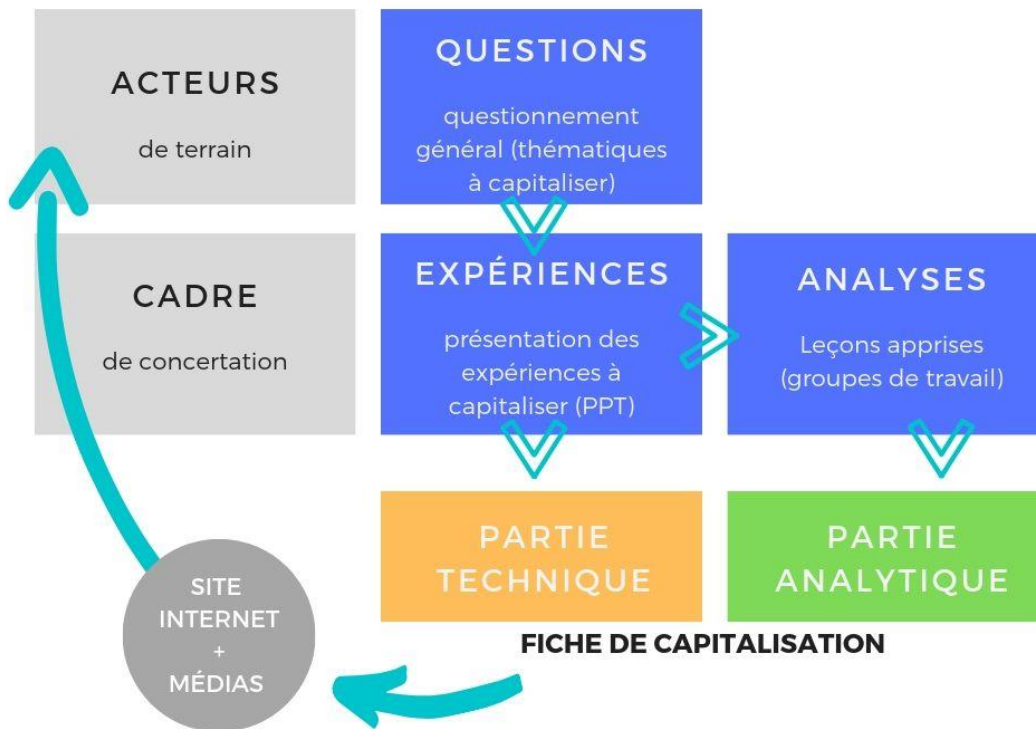 ACTEURS
de terrain
QUESTIONS
questionnement
général (thématiques
à capitaliser)
CADRE
de concertation
EXPÉRIENCES
présentation des
expériences à
capitaliser (PPT)
ANALYSES
Leçons apprises
(groupes de travail)
PARTIE
TECHNIQUE
PARTIE
ANALYTIQUE
FICHE DE CAPITALISATION
SITE
INTERNET
+
MÉDIAS